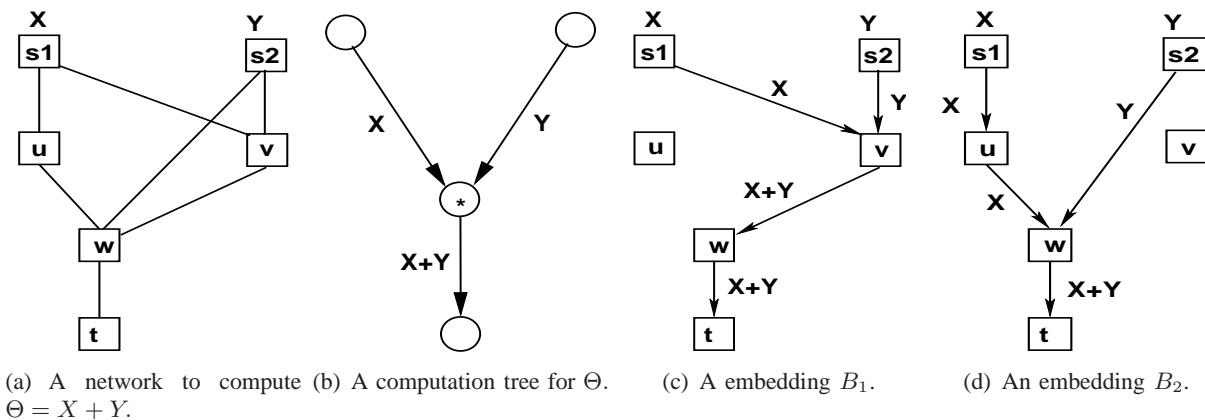 X
Y
s1
s2
u
v
w
t
X
Y
*
X+Y
X
Y
s1
s2
X
Y
u
v
X+Y
w
X+Y
t
X
Y
s1
s2
X
Y
u
v
X
w
X+Y
t
(a) A network to compute
Θ = X + Y.
(b) A computation tree for Θ.
(c) A embedding B₁.
(d) An embedding B₂.